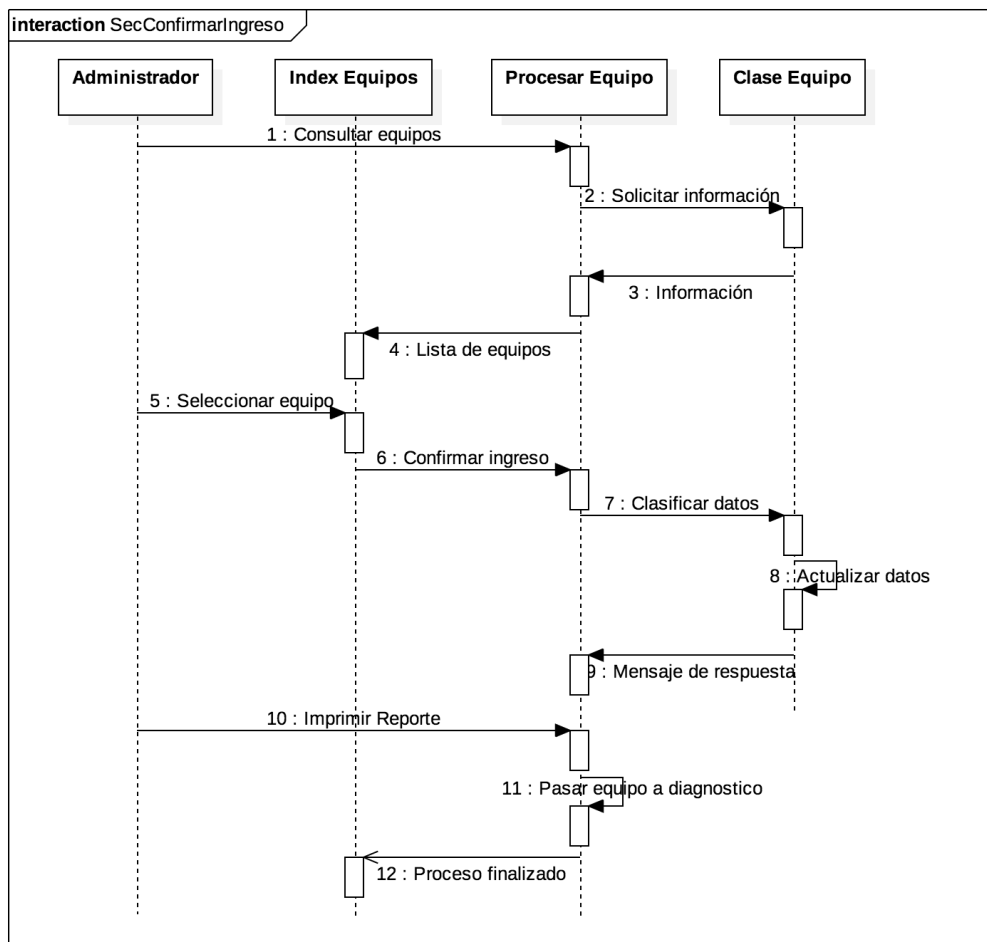 interaction SecConfirmarIngreso
Administrador
Index Equipos
Procesar Equipo
Clase Equipo
1 : Consultar equipos
2 : Solicitar información
3 : Información
4 : Lista de equipos
5 : Seleccionar equipo
6 : Confirmar ingreso
7 : Clasificar datos
8 : Actualizar datos
9 : Mensaje de respuesta
10 : Imprimir Reporte
11 : Pasar equipo a diagnostico
12 : Proceso finalizado